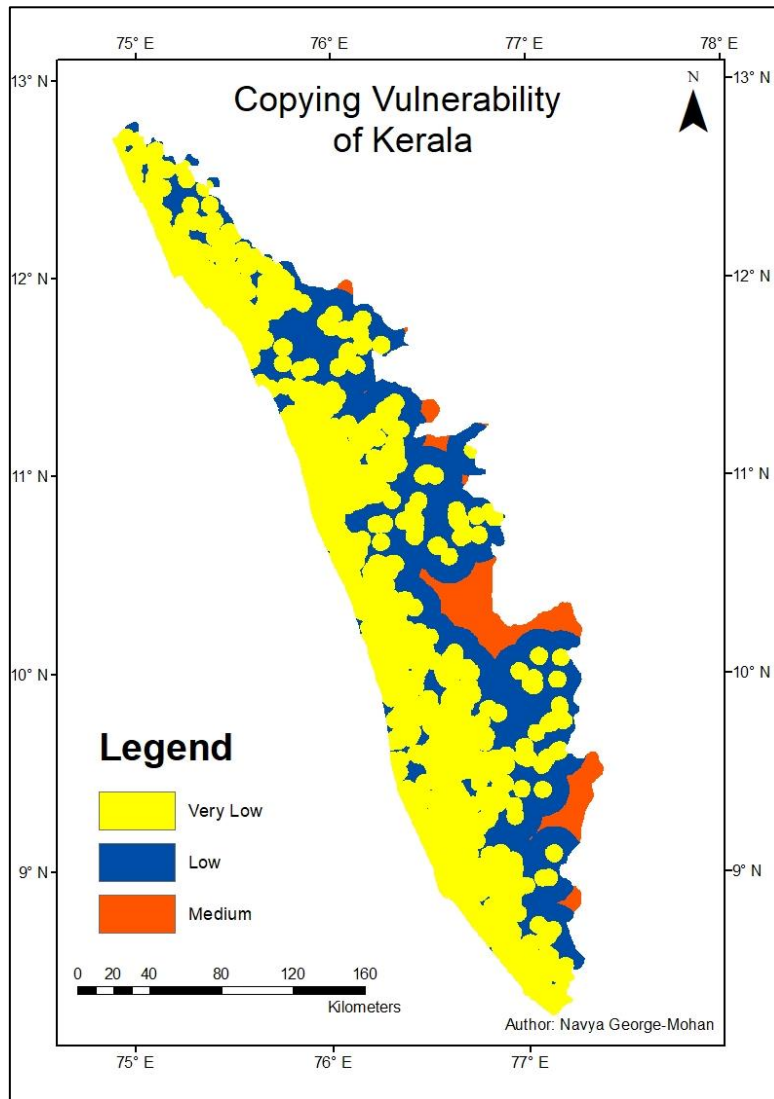 75° E 76° E 77° E 78° E
13° N 13° N
Copying Vulnerability
of Kerala
N
12° N 12° N
11° N 11° N
10° N 10° N
Legend
Very Low
9° N 9° N
Low
Medium
0 20 40 80 120 160
Kilometers
Author: Navya George-Mohan
75° E 76° E 77° E